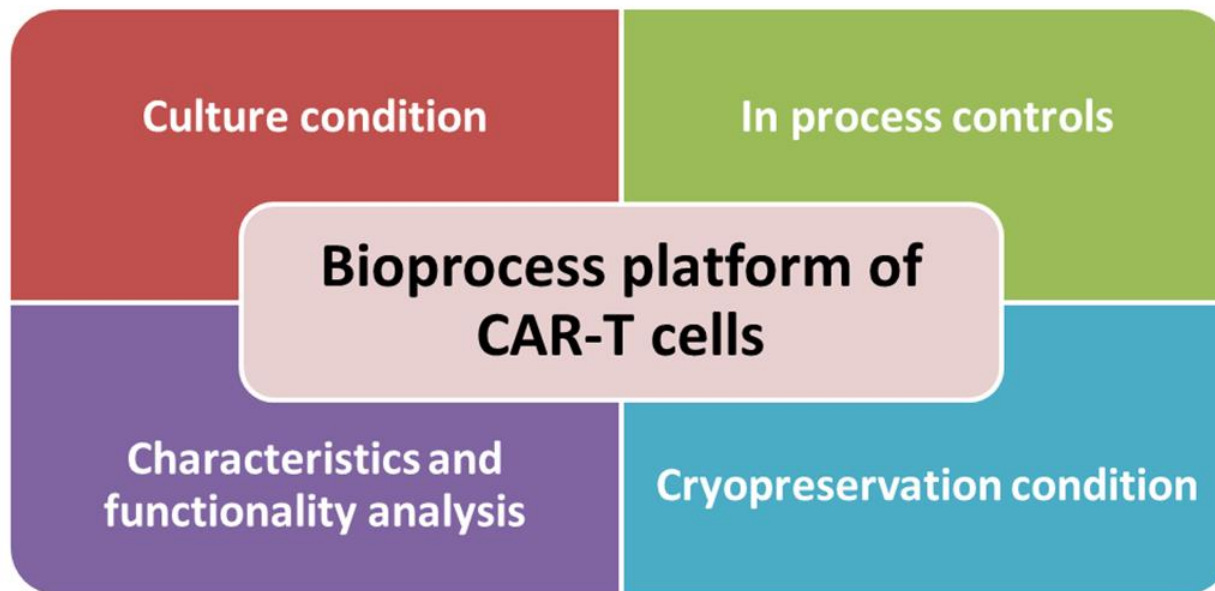 Culture condition
In process controls
Bioprocess platform of
CAR-T cells
Characteristics and
functionality analysis
Cryopreservation condition